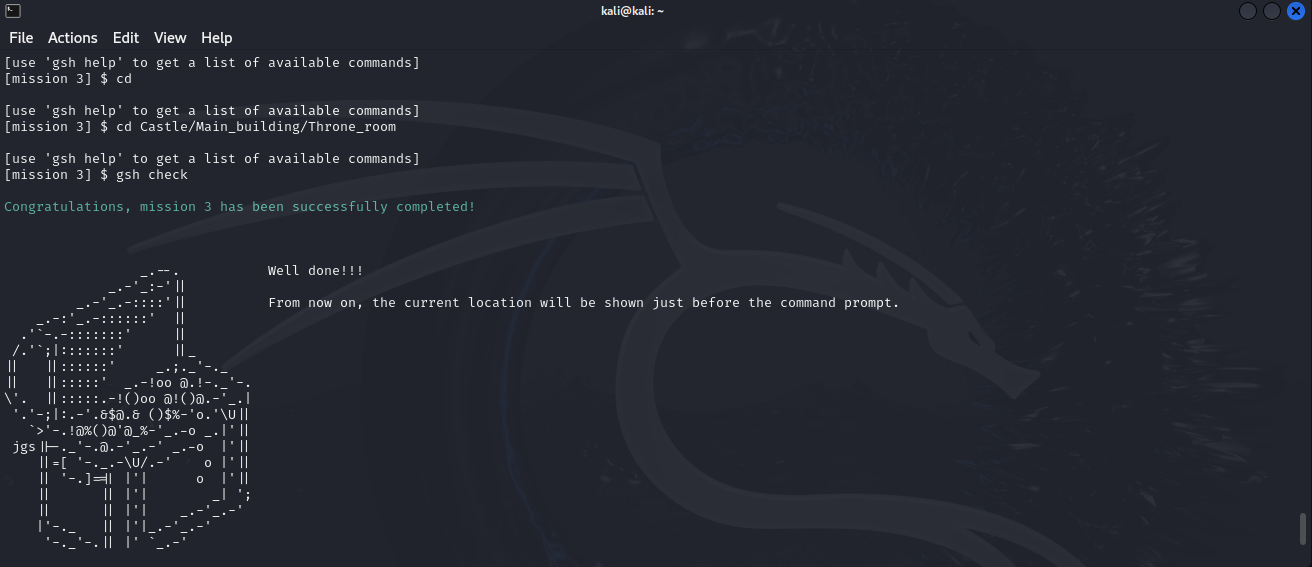 kali@kali: ~
File Actions Edit View Help
[use 'gsh help' to get a list of available commands]
[mission 3] $ cd
[use 'gsh help' to get a list of available commands]
[mission 3] $ cd Castle/Main_building/Throne_room
[use 'gsh help' to get a list of available commands]
[mission 3] $ gsh check
Congratulations, mission 3 has been successfully completed!
Well done!!!
From now on, the current location will be shown just before the command prompt.
jgs